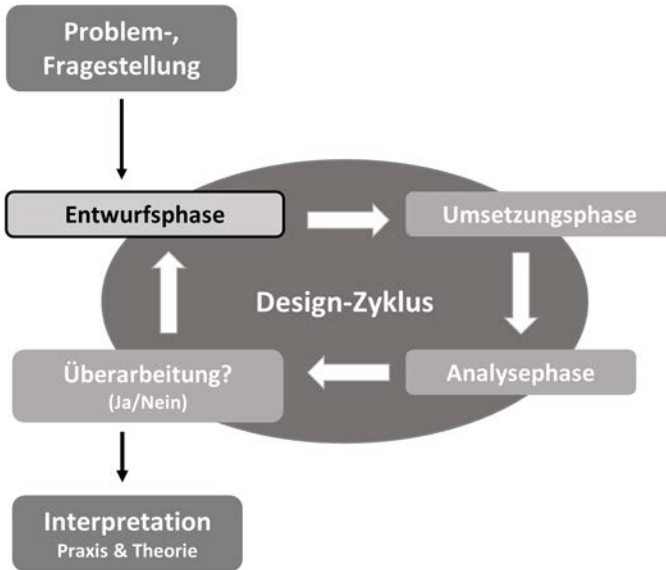 Problem-,
Fragestellung
Entwurfsphase
Umsetzungsphase
Design-Zyklus
Überarbeitung?
(Ja/Nein)
Analysephase
Interpretation
Praxis & Theorie